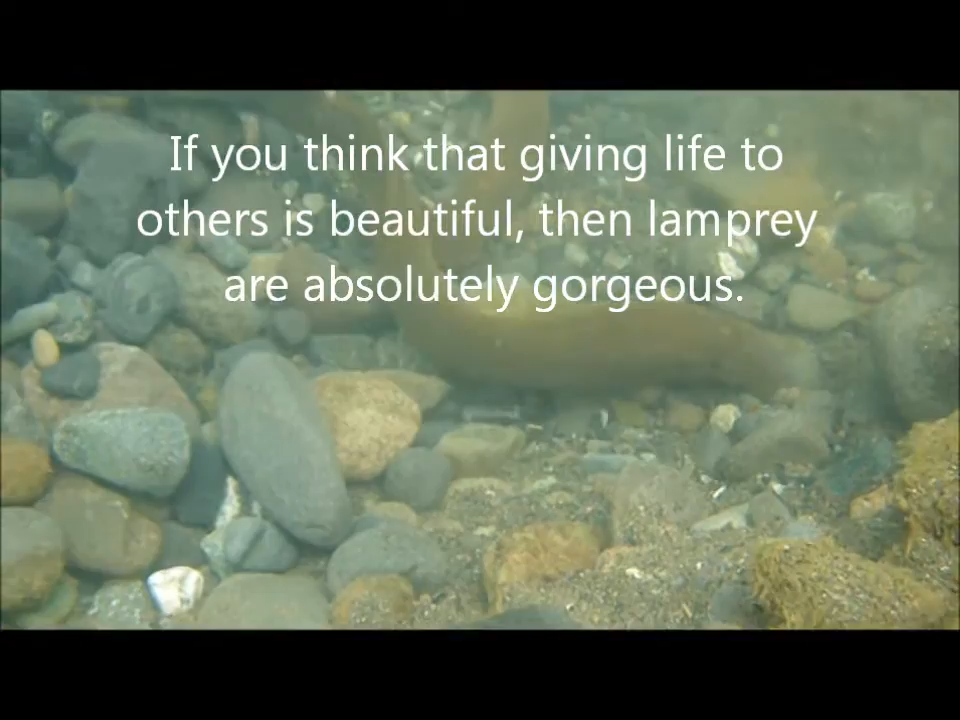 If you think that giving life to
others is beautiful, then lamprey
are absolutely gorgeous.